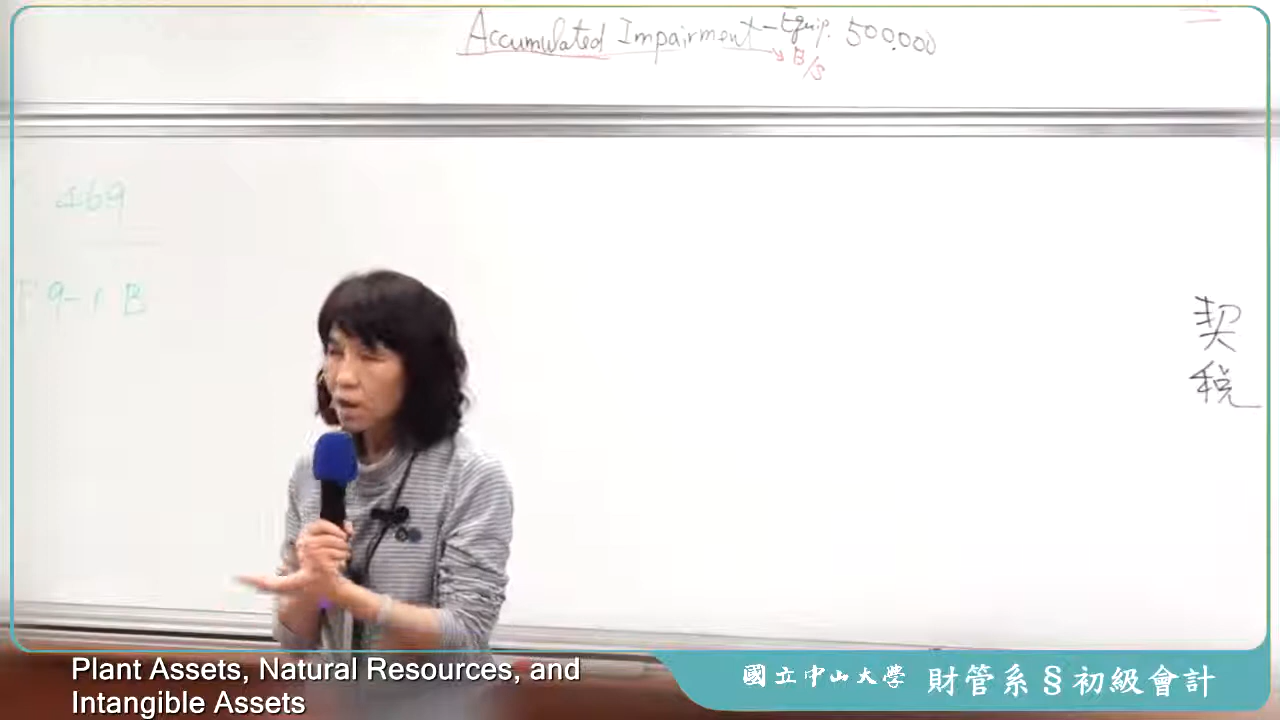 Accumulated Impairment-Equip. 500.000
B/S
469
9-1 B
契
稅
Plant Assets, Natural Resources, and
Intangible Assets
國立中山大學 財管系§初級會計